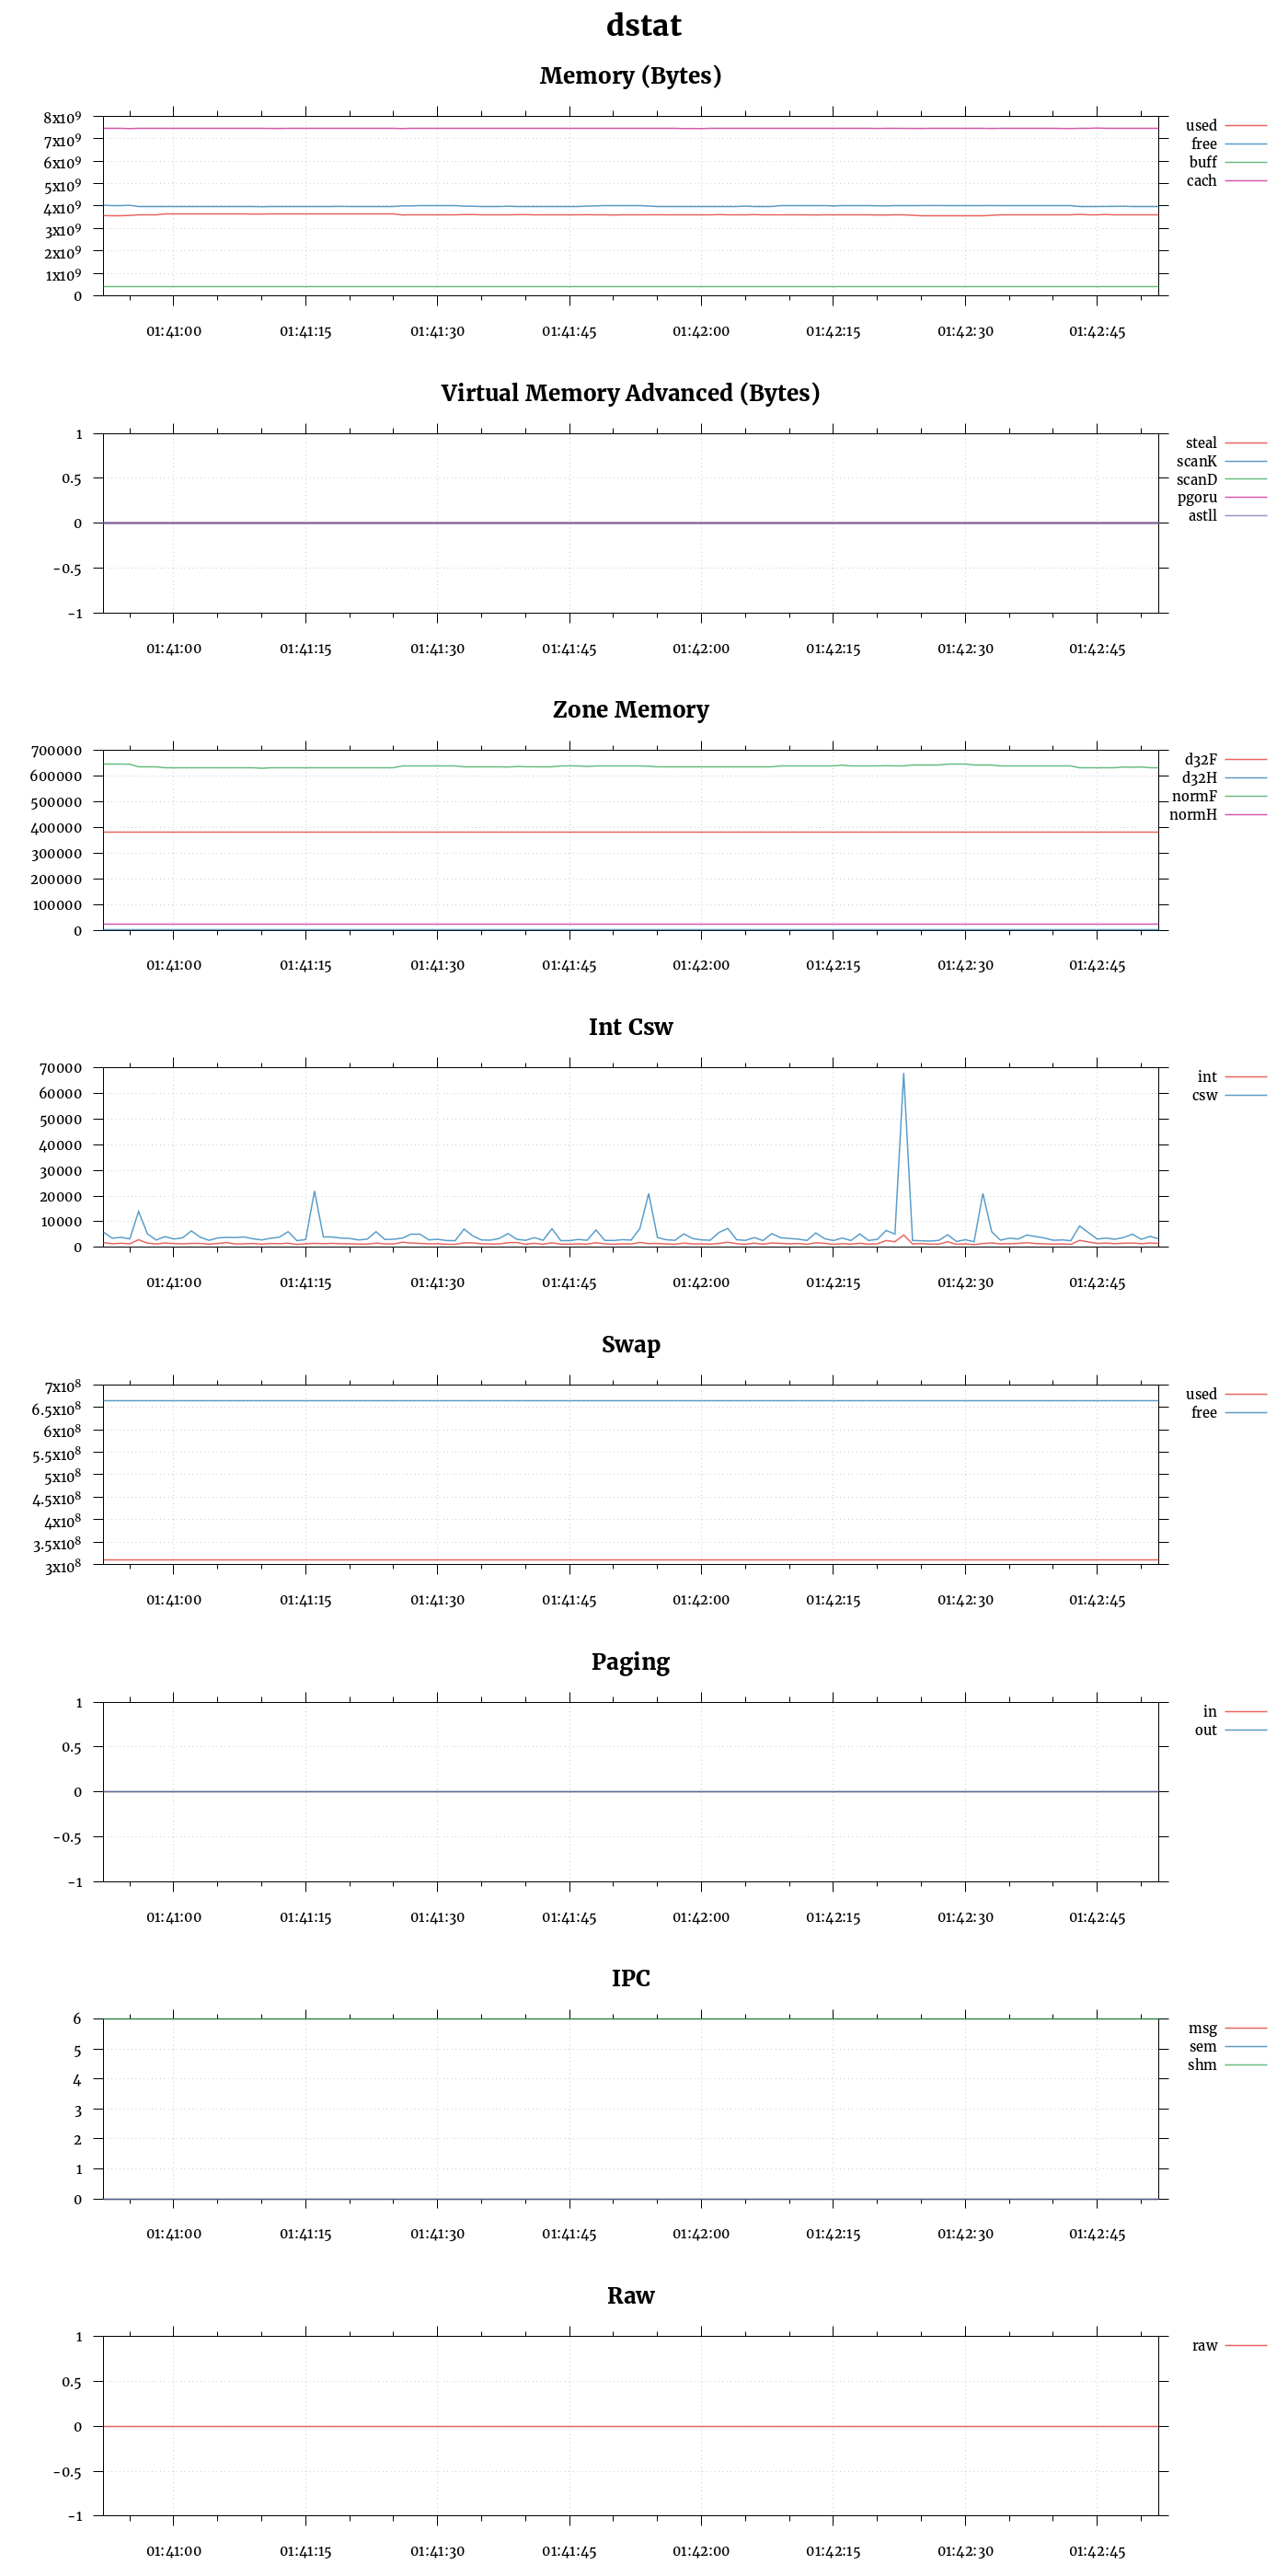 dstat
Memory (Bytes)
8x10⁹
7x10⁹
6x10⁹
5x10⁹
4x10⁹
3x10⁹
2x10⁹
1x10⁹
0
01:41:00 01:41:15 01:41:30 01:41:45 01:42:00 01:42:15 01:42:30 01:42:45
used
free
buff
cach
Virtual Memory Advanced (Bytes)
1
0.5
0
-0.5
-1
01:41:00 01:41:15 01:41:30 01:41:45 01:42:00 01:42:15 01:42:30 01:42:45
steal
scanK
scanD
pgoru
astll
Zone Memory
700000
600000
500000
400000
300000
200000
100000
0
01:41:00 01:41:15 01:41:30 01:41:45 01:42:00 01:42:15 01:42:30 01:42:45
d32F
d32H
normF
normH
Int Csw
70000
60000
50000
40000
30000
20000
10000
0
01:41:00 01:41:15 01:41:30 01:41:45 01:42:00 01:42:15 01:42:30 01:42:45
int
csw
Swap
7x10⁸
6.5x10⁸
6x10⁸
5.5x10⁸
5x10⁸
4.5x10⁸
4x10⁸
3.5x10⁸
3x10⁸
01:41:00 01:41:15 01:41:30 01:41:45 01:42:00 01:42:15 01:42:30 01:42:45
used
free
Paging
1
0.5
0
-0.5
-1
01:41:00 01:41:15 01:41:30 01:41:45 01:42:00 01:42:15 01:42:30 01:42:45
in
out
IPC
6
5
4
3
2
1
0
01:41:00 01:41:15 01:41:30 01:41:45 01:42:00 01:42:15 01:42:30 01:42:45
msg
sem
shm
Raw
1
0.5
0
-0.5
-1
01:41:00 01:41:15 01:41:30 01:41:45 01:42:00 01:42:15 01:42:30 01:42:45
raw